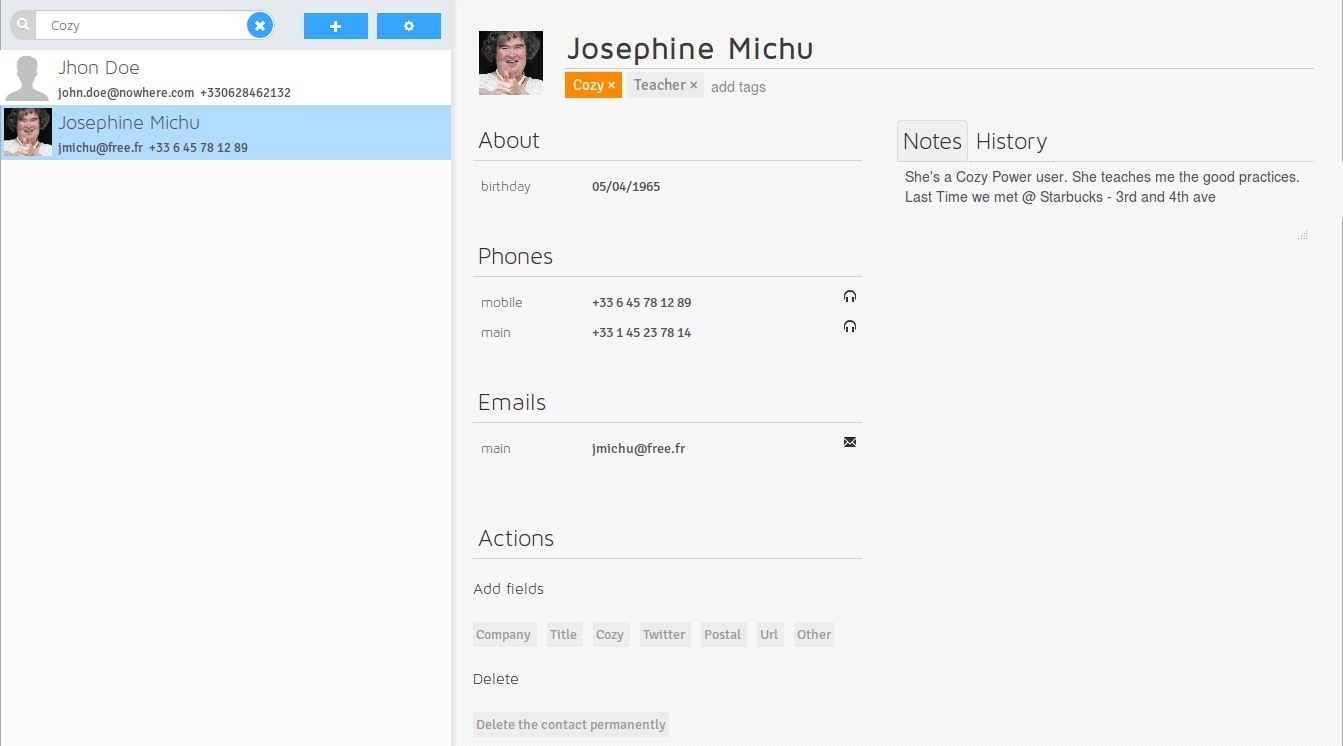 Cozy
Jhon Doe
john.doe@nowhere.com +330628462132
Josephine Michu
jmichu@free.fr +33 6 45 78 12 89
Josephine Michu
Cozy × Teacher × add tags
About
birthday 05/04/1965
Phones
mobile +33 6 45 78 12 89
main +33 1 45 23 78 14
Emails
main jmichu@free.fr
Actions
Add fields
Company Title Cozy Twitter Postal Url Other
Delete
Delete the contact permanently
Notes History
She's a Cozy Power user. She teaches me the good practices.
Last Time we met @ Starbucks - 3rd and 4th ave